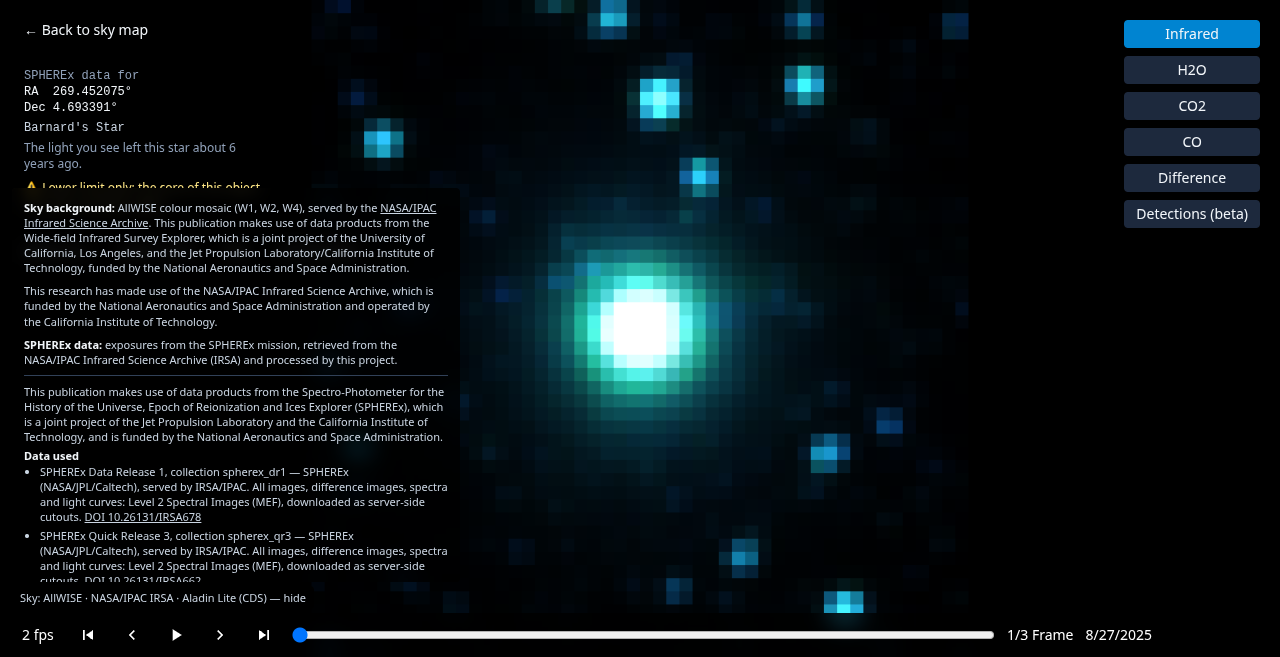 ← Back to sky map
SPHEREx data for
RA 269.452075°
Dec 4.693391°
Barnard's Star
The light you see left this star about 6
years ago.
⚠ Lower limit only: the core of this object
Sky background: AllWISE colour mosaic (W1, W2, W4), served by the NASA/IPAC
Infrared Science Archive. This publication makes use of data products from the
Wide-field Infrared Survey Explorer, which is a joint project of the University of
California, Los Angeles, and the Jet Propulsion Laboratory/California Institute of
Technology, funded by the National Aeronautics and Space Administration.
This research has made use of the NASA/IPAC Infrared Science Archive, which is
funded by the National Aeronautics and Space Administration and operated by
the California Institute of Technology.
SPHEREx data: exposures from the SPHEREx mission, retrieved from the
NASA/IPAC Infrared Science Archive (IRSA) and processed by this project.
This publication makes use of data products from the Spectro-Photometer for the
History of the Universe, Epoch of Reionization and Ices Explorer (SPHEREx), which
is a joint project of the Jet Propulsion Laboratory and the California Institute of
Technology, and is funded by the National Aeronautics and Space Administration.
Data used
• SPHEREx Data Release 1, collection spherex_dr1 — SPHEREx
(NASA/JPL/Caltech), served by IRSA/IPAC. All images, difference images, spectra
and light curves: Level 2 Spectral Images (MEF), downloaded as server-side
cutouts. DOI 10.26131/IRSA678
• SPHEREx Quick Release 3, collection spherex_qr3 — SPHEREx
(NASA/JPL/Caltech), served by IRSA/IPAC. All images, difference images, spectra
and light curves: Level 2 Spectral Images (MEF), downloaded as server-side
cutouts. DOI 10.26131/IRSA662
Sky: AllWISE · NASA/IPAC IRSA · Aladin Lite (CDS) — hide
2 fps
1/3 Frame 8/27/2025
Infrared
H2O
CO2
CO
Difference
Detections (beta)